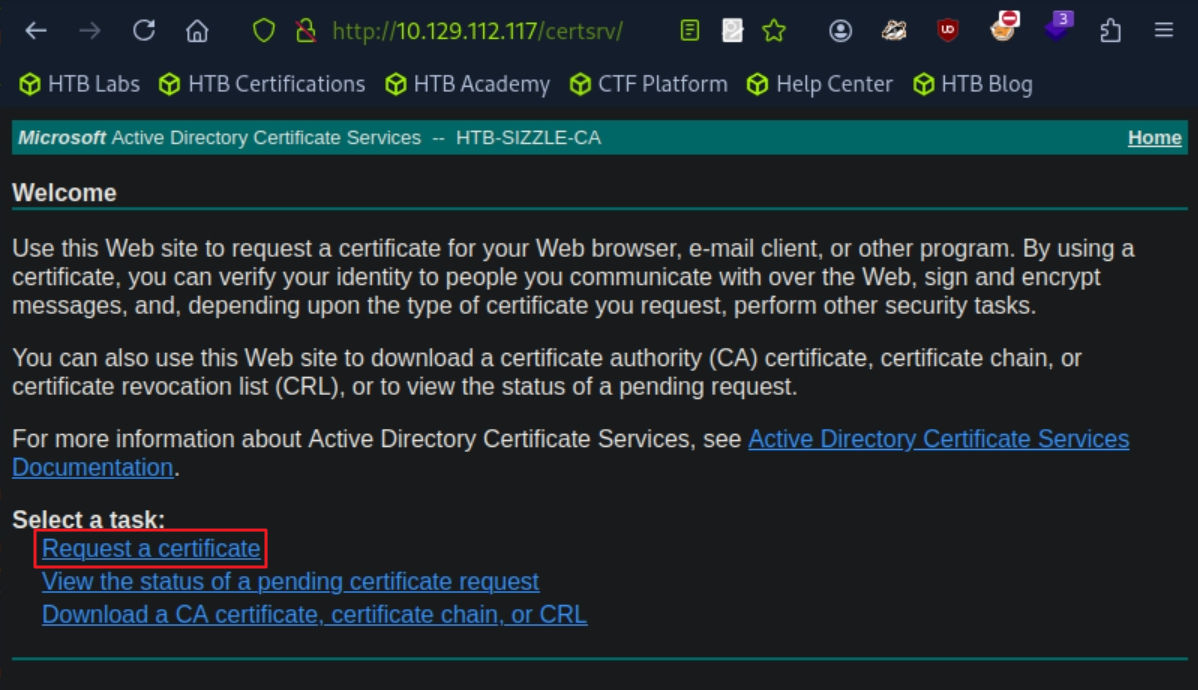 http://10.129.112.117/certsrv/
3
HTB Labs HTB Certifications HTB Academy CTF Platform Help Center HTB Blog
Microsoft Active Directory Certificate Services -- HTB-SIZZLE-CA Home
Welcome
Use this Web site to request a certificate for your Web browser, e-mail client, or other program. By using a
certificate, you can verify your identity to people you communicate with over the Web, sign and encrypt
messages, and, depending upon the type of certificate you request, perform other security tasks.
You can also use this Web site to download a certificate authority (CA) certificate, certificate chain, or
certificate revocation list (CRL), or to view the status of a pending request.
For more information about Active Directory Certificate Services, see Active Directory Certificate Services
Documentation.
Select a task:
Request a certificate
View the status of a pending certificate request
Download a CA certificate, certificate chain, or CRL